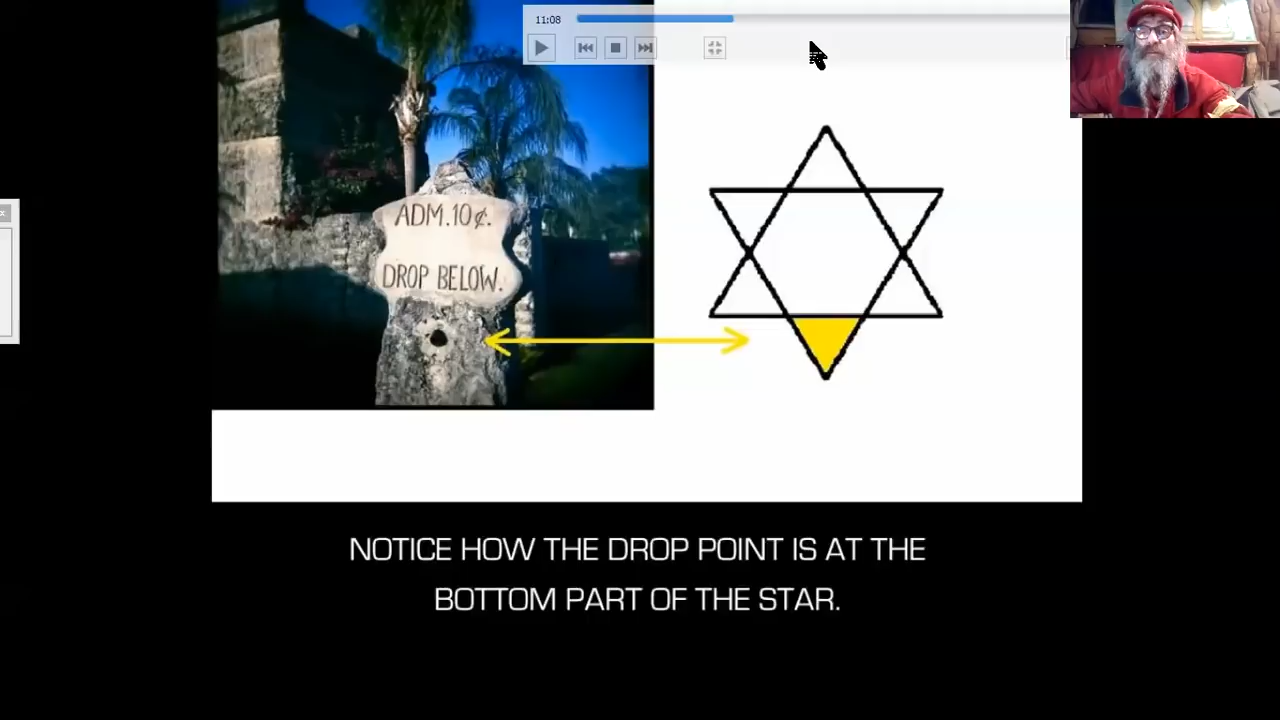 11:08
ADM.10¢.
DROP BELOW.
NOTICE HOW THE DROP POINT IS AT THE
BOTTOM PART OF THE STAR.